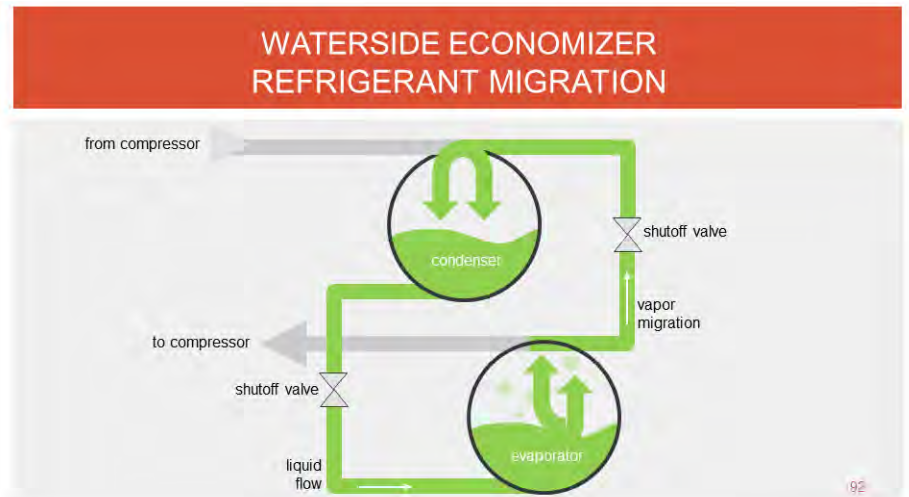 WATERSIDE ECONOMIZER
REFRIGERANT MIGRATION
from compressor
shutoff valve
condenser
vapor
migration
to compressor
shutoff valve
evaporator
liquid
flow
92